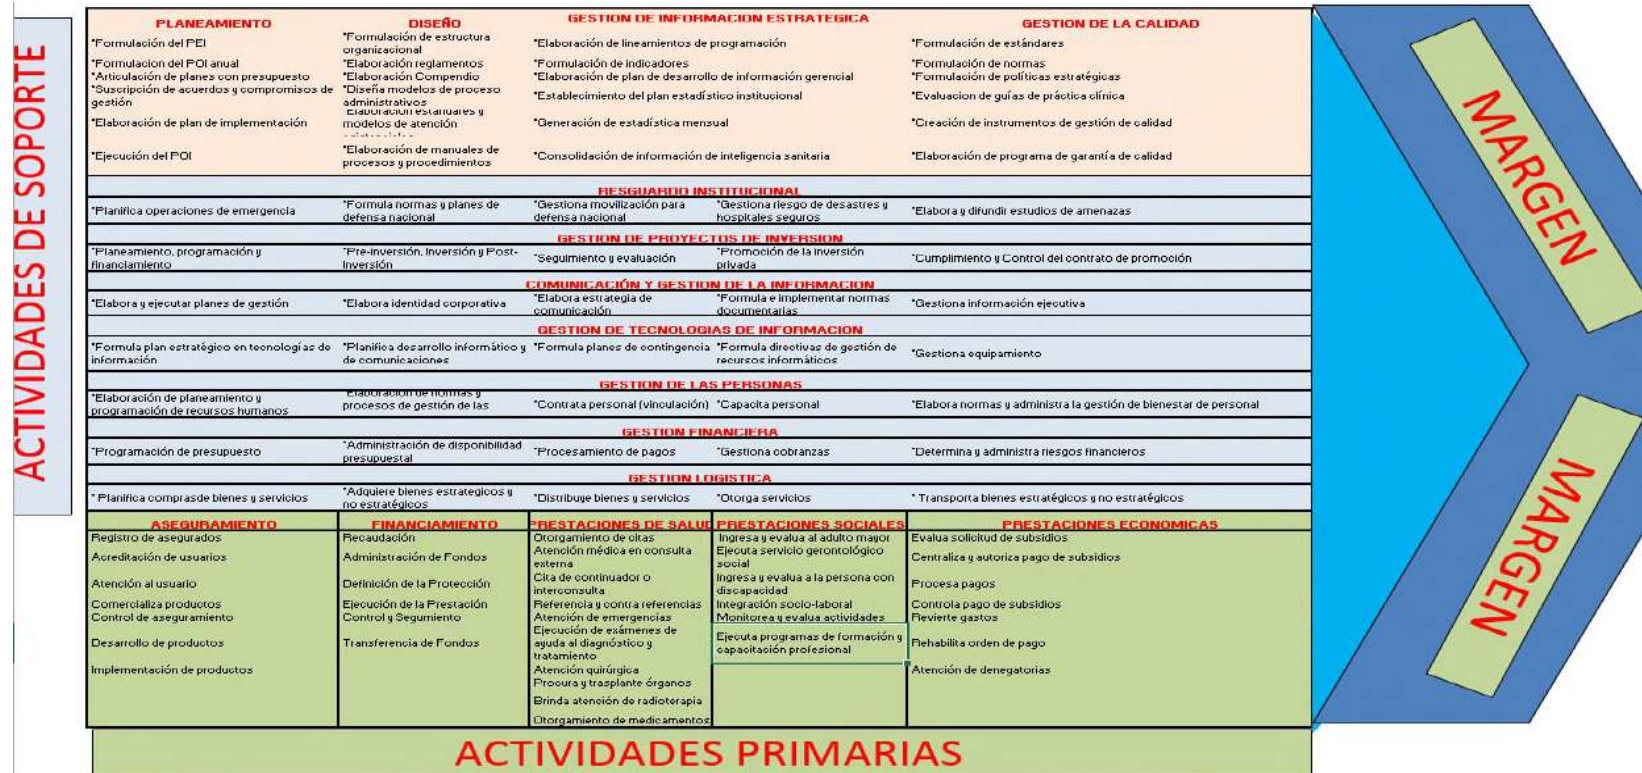 ACTIVIDADES DE SOPORTE
PLANEAMIENTO
*Formulación del PEI
*Formulacion del POI anual
*Articulación de planes con presupuesto
*Suscripción de acuerdos y compromisos de
gestión
*Elaboración de plan de implementación
*Ejecución del POI
DISEÑO
*Formulación de estructura
organizacional
*Elaboración reglamentos
*Elaboración Compendio
*Diseña modelos de proceso
administrativos
*Elaboración estandares y
modelos de atención
*Elaboración de manuales de
procesos y procedimientos
GESTION DE INFORMACION ESTRATEGICA
*Elaboración de lineamientos de programación
*Formulación de indicadores
*Elaboración de plan de desarrollo de información gerencial
*Establecimiento del plan estadístico institucional
*Generación de estadística mensual
*Consolidación de información de inteligencia sanitaria
GESTION DE LA CALIDAD
*Formulación de estándares
*Formulación de normas
*Formulación de políticas estratégicas
*Evaluacion de guías de práctica clínica
*Creación de instrumentos de gestión de calidad
*Elaboración de programa de garantía de calidad
RESGUARDO INSTITUCIONAL
*Planifica operaciones de emergencia
*Formula normas y planes de
defensa nacional
*Gestiona movilización para
defensa nacional
*Gestiona riesgo de desastres y
hospitales seguros
*Elabora y difundir estudios de amenazas
GESTION DE PROYECTOS DE INVERSION
*Planeamiento, programación y
financiamiento
*Pre-inversión, Inversión y Post-
Inversión
*Seguimiento y evaluación
*Promoción de la inversión
privada
*Cumplimiento y Control del contrato de promoción
COMUNICACIÓN Y GESTION DE LA INFORMACION
*Elabora y ejecutar planes de gestión
*Elabora identidad corporativa
*Elabora estrategia de
comunicación
*Formula e implementar normas
documentarias
*Gestiona información ejecutiva
GESTION DE TECNOLOGIAS DE INFORMACION
*Formula plan estratégico en tecnologías de
información
*Planifica desarrollo informático y
de comunicaciones
*Formula planes de contingencia
*Formula directivas de gestión de
recursos informáticos
*Gestiona equipamiento
GESTION DE LAS PERSONAS
*Elaboración de planeamiento y
programación de recursos humanos
*Elaboración de normas y
procesos de gestión de las
*Contrata personal (vinculación)
*Capacita personal
*Elabora normas y administra la gestión de bienestar de personal
GESTION FINANCIERA
*Programación de presupuesto
*Administración de disponibilidad
presupuestal
*Procesamiento de pagos
*Gestiona cobranzas
*Determina y administra riesgos financieros
GESTION LOGISTICA
* Planifica comprasde bienes y servicios
*Adquiere bienes estrategicos y
no estratégicos
*Distribuye bienes y servicios
*Otorga servicios
* Transporta bienes estratégicos y no estratégicos
ASEGURAMIENTO
Registro de asegurados
Acreditación de usuarios
Atención al usuario
Comercializa productos
Control de aseguramiento
Desarrollo de productos
Implementación de productos
FINANCIAMIENTO
Recaudación
Administración de Fondos
Definición de la Protección
Ejecución de la Prestación
Control y Segumiento
Transferencia de Fondos
PRESTACIONES DE SALUD
Otorgamiento de citas
Atención médica en consulta
externa
Cita de continuador o
interconsulta
Referencia y contra referencias
Atención de emergencias
Ejecución de exámenes de
ayuda al diagnóstico y
tratamiento
Atención quirúrgica
Procura y trasplante órganos
Brinda atención de radioterapia
Otorgamiento de medicamentos
PRESTACIONES SOCIALES
Ingresa y evalua al adulto mayor
Ejecuta servicio gerontológico
social
Ingresa y evalua a la persona con
discapacidad
Integración socio-laboral
Monitorea y evalua actividades
Ejecuta programas de formación y
capacitación profesional
PRESTACIONES ECONOMICAS
Evalua solicitud de subsidios
Centraliza y autoriza pago de subsidios
Procesa pagos
Controla pago de subsidios
Revierte gastos
Rehabilita orden de pago
Atención de denegatorias
ACTIVIDADES PRIMARIAS
MARGEN
MARGEN